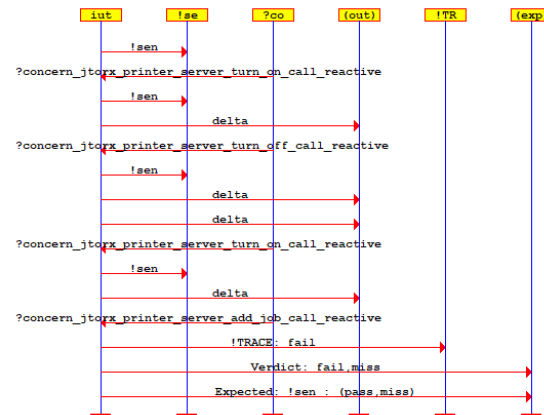 iut !se ?co (out) !TR (exp
!sen
?concern_jtorx_printer_server_turn_on_call_reactive
!sen
delta
?concern_jtorx_printer_server_turn_off_call_reactive
!sen
delta
delta
?concern_jtorx_printer_server_turn_on_call_reactive
!sen
delta
?concern_jtorx_printer_server_add_job_call_reactive
!TRACE: fail
Verdict: fail,miss
Expected: !sen : (pass,miss)